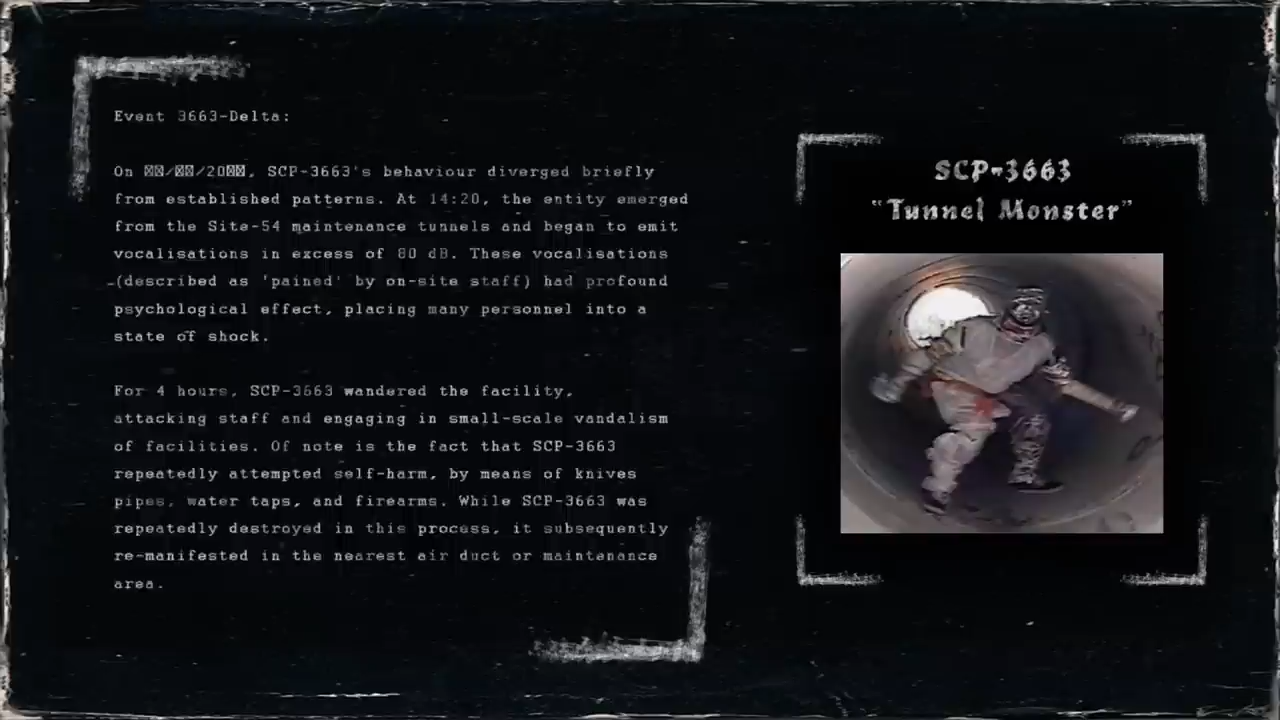 Event 3663-Delta:
On ██/██/20██, SCP-3663's behaviour diverged briefly
from established patterns. At 14:20, the entity emerged
from the Site-54 maintenance tunnels and began to emit
vocalisations in excess of 80 dB. These vocalisations
(described as 'pained' by on-site staff) had profound
psychological effect, placing many personnel into a
state of shock.
For 4 hours, SCP-3663 wandered the facility,
attacking staff and engaging in small-scale vandalism
of facilities. Of note is the fact that SCP-3663
repeatedly attempted self-harm, by means of knives
pipes, water taps, and firearms. While SCP-3663 was
repeatedly destroyed in this process, it subsequently
re-manifested in the nearest air duct or maintenance
area.
SCP-3663
"Tunnel Monster"